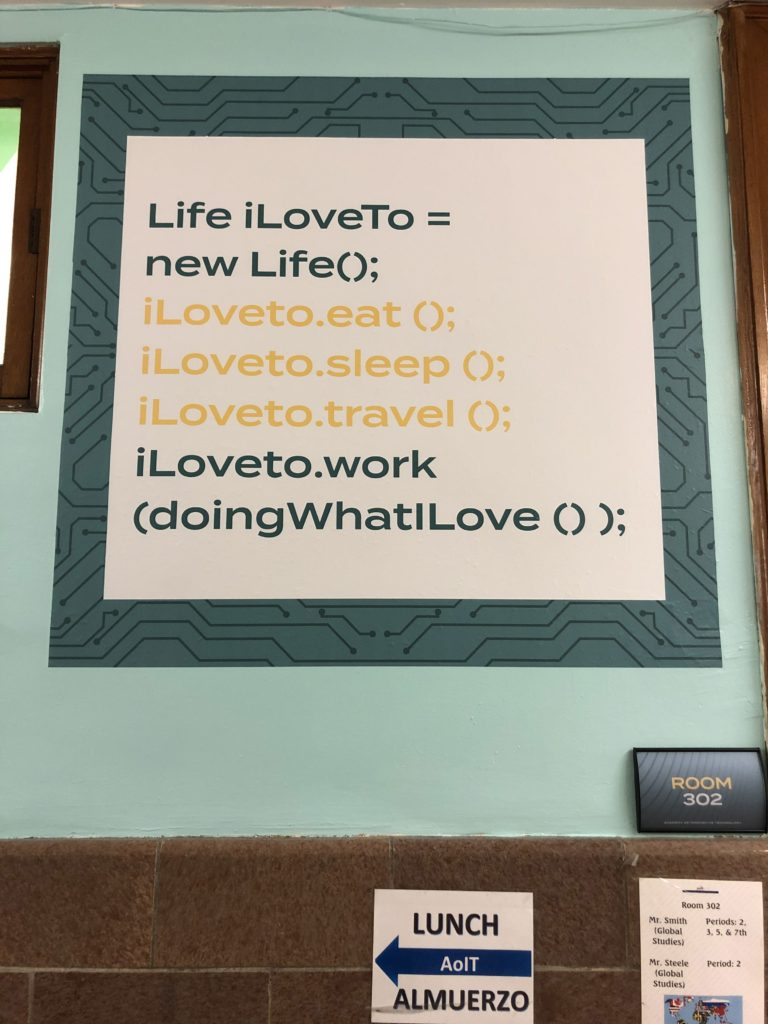 Life iLoveTo =
new Life();
iLoveto.eat ();
iLoveto.sleep ();
iLoveto.travel ();
iLoveto.work
(doingWhatILove () );
ROOM
302
LUNCH
AoIT
ALMUERZO
Room 302
Mr. Smith Periods: 2,
(Global 3, 5, & 7th
Studies)
Mr. Steele Period: 2
(Global
Studies)